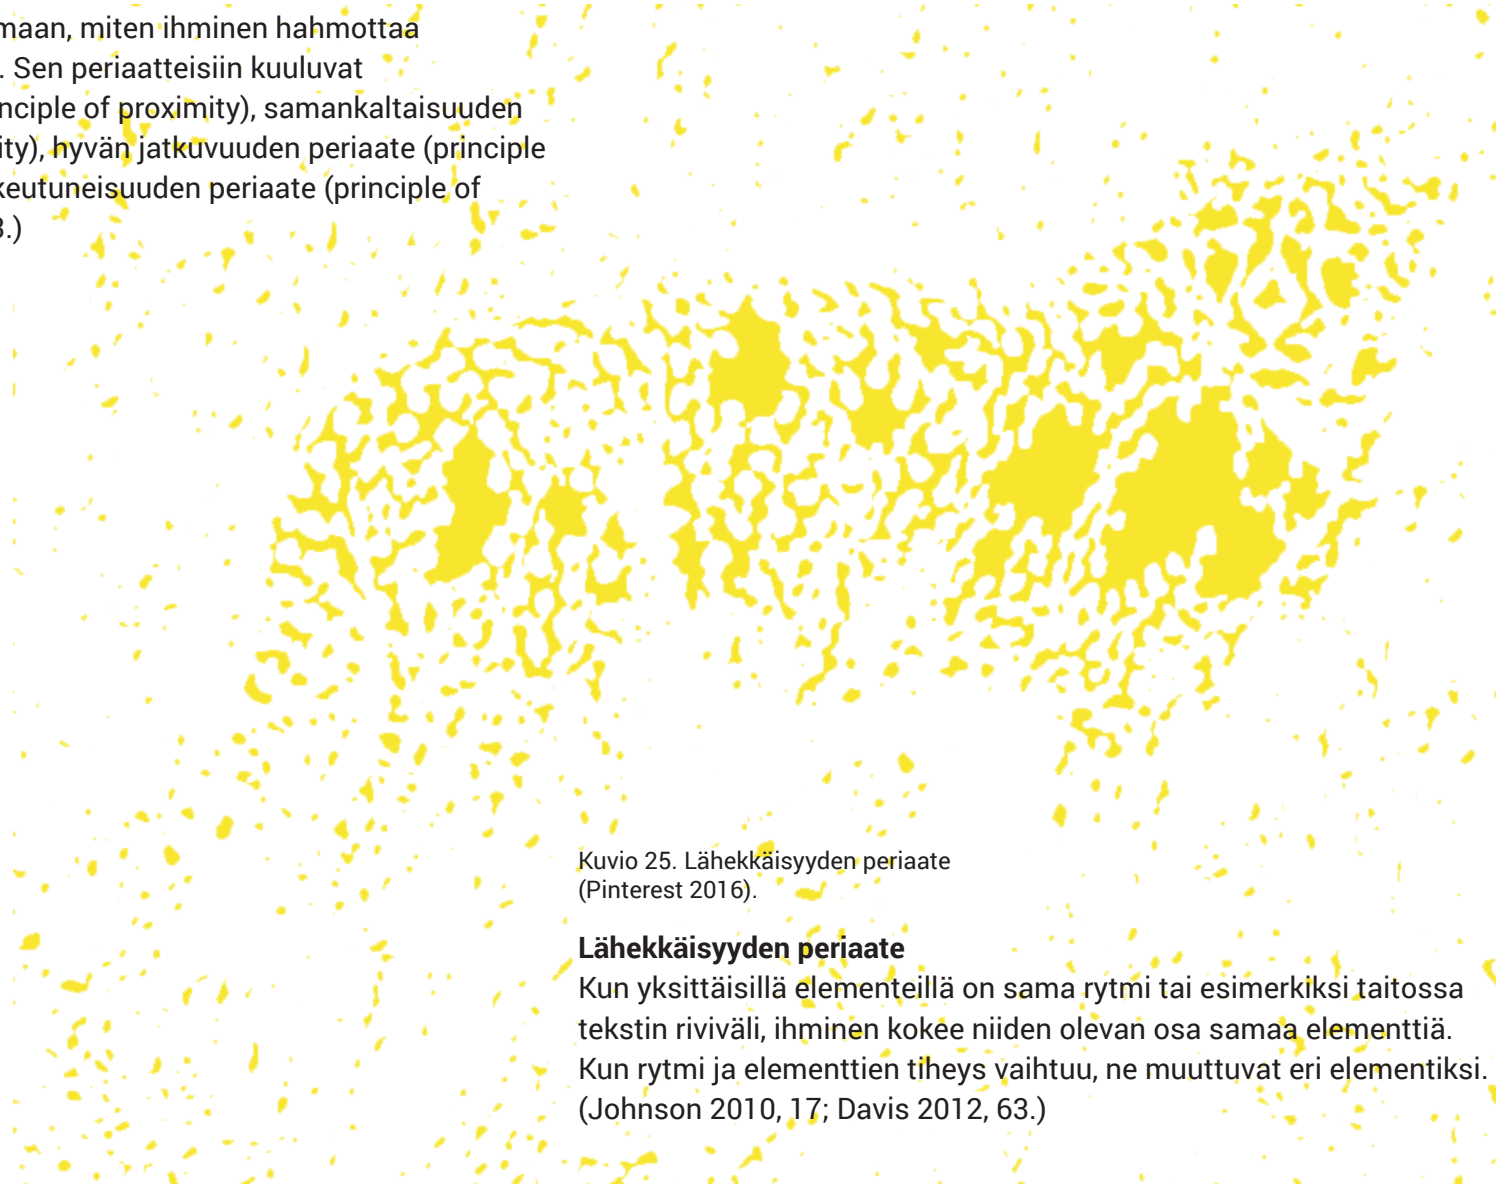 maan, miten ihminen hahmottaa
. Sen periaatteisiin kuuluvat
nciple of proximity), samankaltaisuuden
ity), hyvän jatkuvuuden periaate (principle
keutuneisuuden periaate (principle of
3.)
Kuvio 25. Lähekkäisyyden periaate
(Pinterest 2016).
Lähekkäisyyden periaate
Kun yksittäisillä elementeillä on sama rytmi tai esimerkiksi taitossa
tekstin riviväli, ihminen kokee niiden olevan osa samaa elementtiä.
Kun rytmi ja elementtien tiheys vaihtuu, ne muuttuvat eri elementiksi.
(Johnson 2010, 17; Davis 2012, 63.)